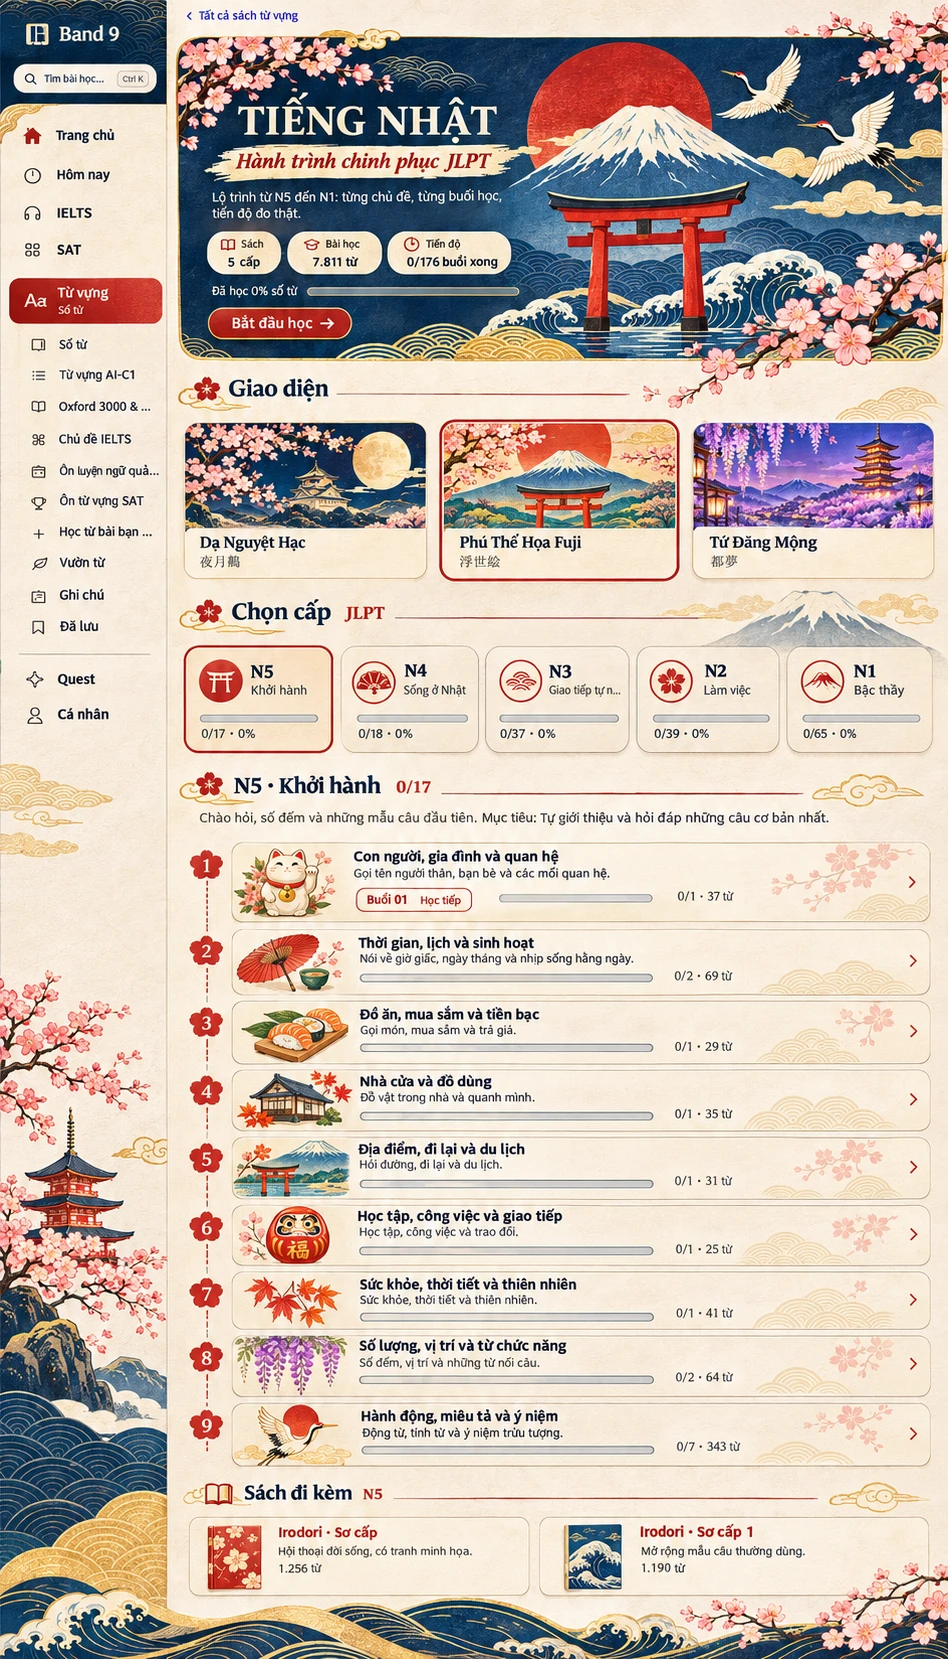 Band 9
Tìm bài học... Ctrl K
Trang chủ
Hôm nay
IELTS
SAT
Aa Từ vựng
Sổ từ
Sổ từ
Từ vựng AI-C1
Oxford 3000 & ...
Chủ đề IELTS
Ôn luyện ngữ quả...
Ôn từ vựng SAT
Học từ bài bạn ...
Vườn từ
Ghi chú
Đã lưu
Quest
Cá nhân
Tất cả sách từ vựng
TIẾNG NHẬT
Hành trình chinh phục JLPT
Lộ trình từ N5 đến N1: từng chủ đề, từng buổi học,
tiến độ đo thật.
Sách
5 cấp
Bài học
7.811 từ
Tiến độ
0/176 buổi xong
Đã học 0% số từ
Bắt đầu học →
Giao diện
Dạ Nguyệt Hạc
夜月鶴
Phú Thế Họa Fuji
浮世絵
Tứ Đăng Mộng
都夢
Chọn cấp JLPT
N5
Khởi hành
0/17 • 0%
N4
Sống ở Nhật
0/18 • 0%
N3
Giao tiếp tự n...
0/37 • 0%
N2
Làm việc
0/39 • 0%
N1
Bậc thầy
0/65 • 0%
N5 • Khởi hành 0/17
Chào hỏi, số đếm và những mẫu câu đầu tiên. Mục tiêu: Tự giới thiệu và hỏi đáp những câu cơ bản nhất.
1
Con người, gia đình và quan hệ
Gọi tên người thân, bạn bè và các mối quan hệ.
Buổi 01 Học tiếp
0/1 • 37 từ
2
Thời gian, lịch và sinh hoạt
Nói về giờ giấc, ngày tháng và nhịp sống hằng ngày.
0/2 • 69 từ
3
Đồ ăn, mua sắm và tiền bạc
Gọi món, mua sắm và trả giá.
0/1 • 29 từ
4
Nhà cửa và đồ dùng
Đồ vật trong nhà và quanh mình.
0/1 • 35 từ
5
Địa điểm, đi lại và du lịch
Hỏi đường, đi lại và du lịch.
0/1 • 31 từ
6
福
Học tập, công việc và giao tiếp
Học tập, công việc và trao đổi.
0/1 • 25 từ
7
Sức khỏe, thời tiết và thiên nhiên
Sức khỏe, thời tiết và thiên nhiên.
0/1 • 41 từ
8
Số lượng, vị trí và từ chức năng
Số đếm, vị trí và những từ nối câu.
0/2 • 64 từ
9
Hành động, miêu tả và ý niệm
Động từ, tính từ và ý niệm trừu tượng.
0/7 • 343 từ
Sách đi kèm N5
Irodori • Sơ cấp
Hội thoại đời sống, có tranh minh họa.
1.256 từ
Irodori • Sơ cấp 1
Mở rộng mẫu câu thường dùng.
1.190 từ